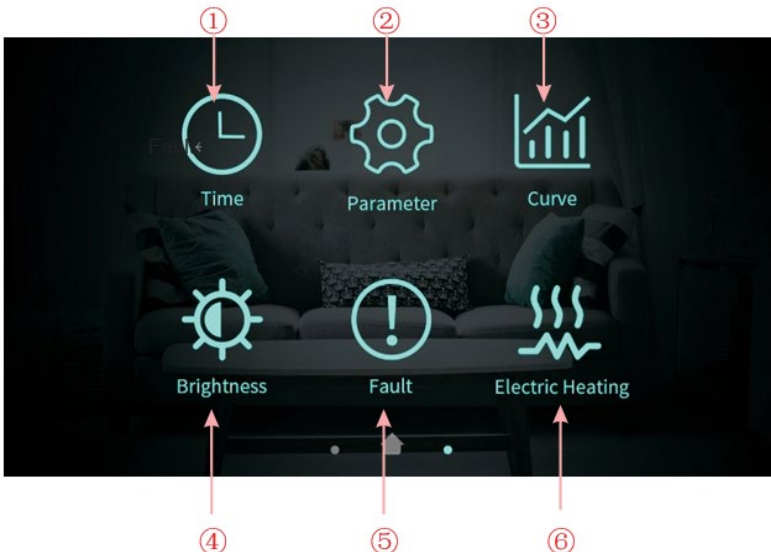 ① ② ③
Time Parameter Curve
Brightness Fault Electric Heating
④ ⑤ ⑥